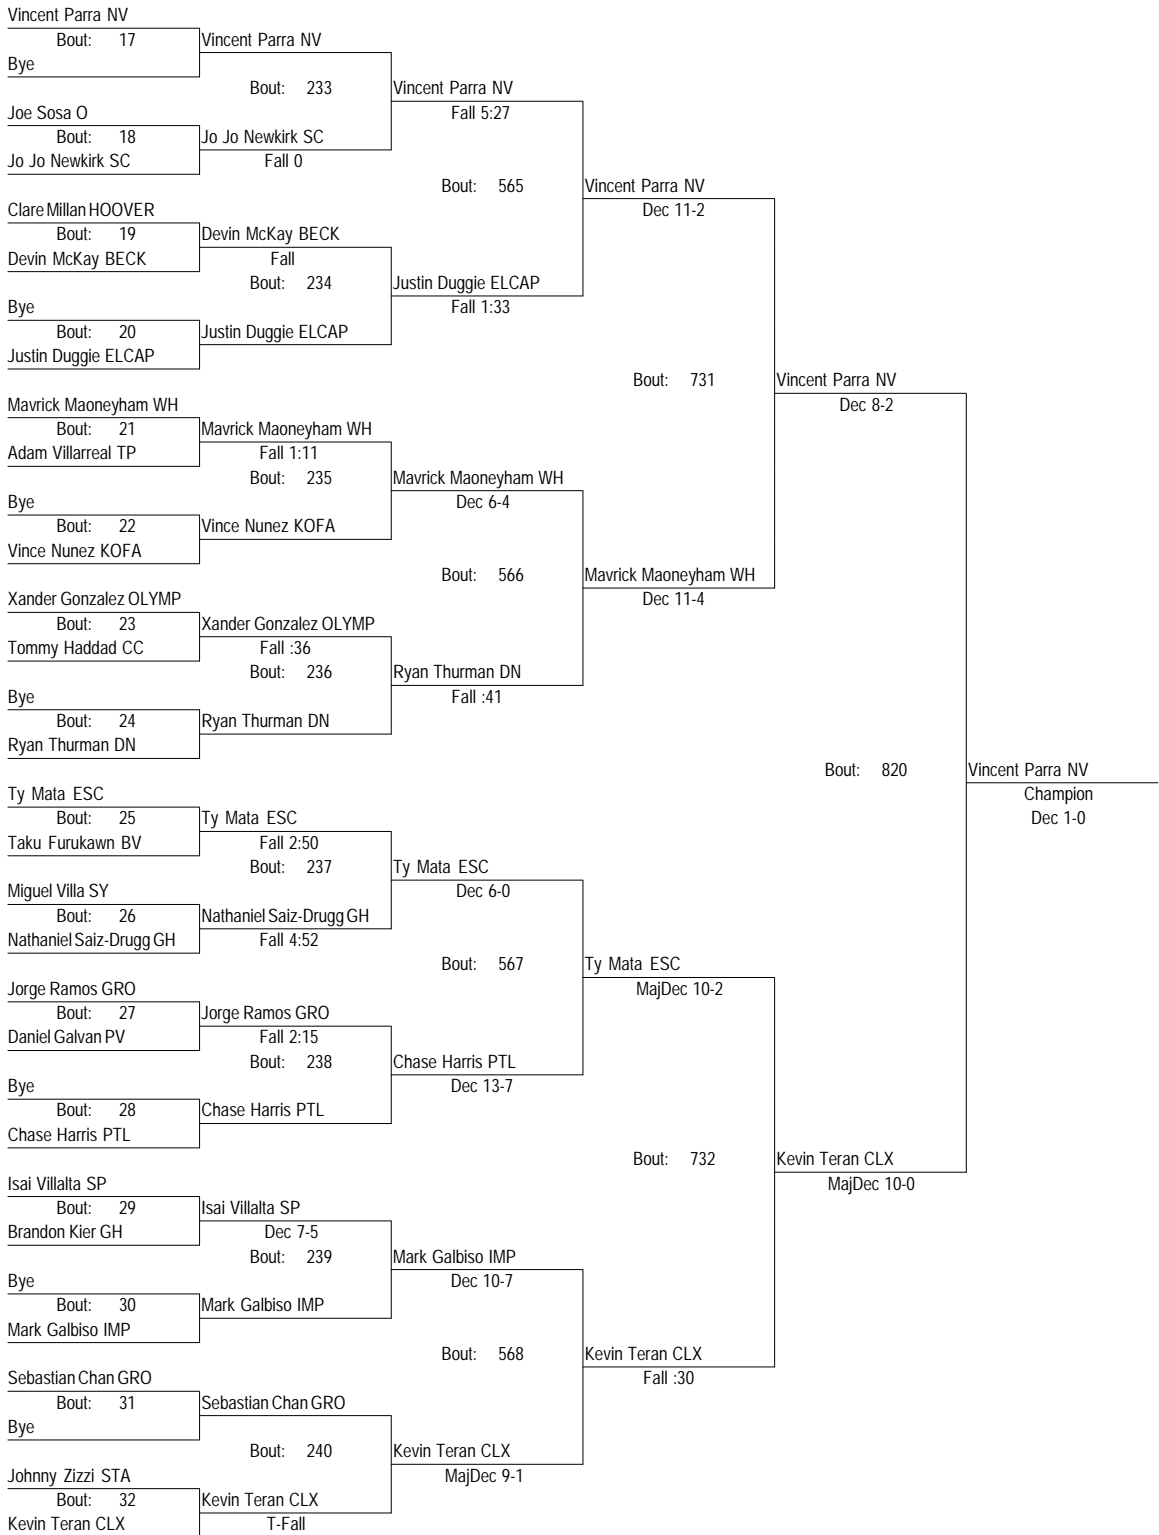 Vincent Parra NV
Bout: 17 Vincent Parra NV
Bye
Bout: 233 Vincent Parra NV
Joe Sosa O Fall 5:27
Bout: 18 Jo Jo Newkirk SC
Jo Jo Newkirk SC Fall 0
Bout: 565 Vincent Parra NV
Clare Millan HOOVER Dec 11-2
Bout: 19 Devin McKay BECK
Devin McKay BECK Fall
Bout: 234 Justin Duggie ELCAP
Bye Fall 1:33
Bout: 20 Justin Duggie ELCAP
Justin Duggie ELCAP
Bout: 731 Vincent Parra NV
Mavrick Maoneyham WH Dec 8-2
Bout: 21 Mavrick Maoneyham WH
Adam Villarreal TP Fall 1:11
Bout: 235 Mavrick Maoneyham WH
Bye Dec 6-4
Bout: 22 Vince Nunez KOFA
Vince Nunez KOFA
Bout: 566 Mavrick Maoneyham WH
Xander Gonzalez OLYMP Dec 11-4
Bout: 23 Xander Gonzalez OLYMP
Tommy Haddad CC Fall :36
Bout: 236 Ryan Thurman DN
Bye Fall :41
Bout: 24 Ryan Thurman DN
Ryan Thurman DN
Bout: 820 Vincent Parra NV
Ty Mata ESC Champion
Bout: 25 Ty Mata ESC Dec 1-0
Taku Furukawn BV Fall 2:50
Bout: 237 Ty Mata ESC
Miguel Villa SY Dec 6-0
Bout: 26 Nathaniel Saiz-Drugg GH
Nathaniel Saiz-Drugg GH Fall 4:52
Bout: 567 Ty Mata ESC
Jorge Ramos GRO MajDec 10-2
Bout: 27 Jorge Ramos GRO
Daniel Galvan PV Fall 2:15
Bout: 238 Chase Harris PTL
Bye Dec 13-7
Bout: 28 Chase Harris PTL
Chase Harris PTL
Bout: 732 Kevin Teran CLX
Isai Villalta SP MajDec 10-0
Bout: 29 Isai Villalta SP
Brandon Kier GH Dec 7-5
Bout: 239 Mark Galbiso IMP
Bye Dec 10-7
Bout: 30 Mark Galbiso IMP
Mark Galbiso IMP
Bout: 568 Kevin Teran CLX
Sebastian Chan GRO Fall :30
Bout: 31 Sebastian Chan GRO
Bye
Bout: 240 Kevin Teran CLX
Johnny Zizzi STA MajDec 9-1
Bout: 32 Kevin Teran CLX
Kevin Teran CLX T-Fall